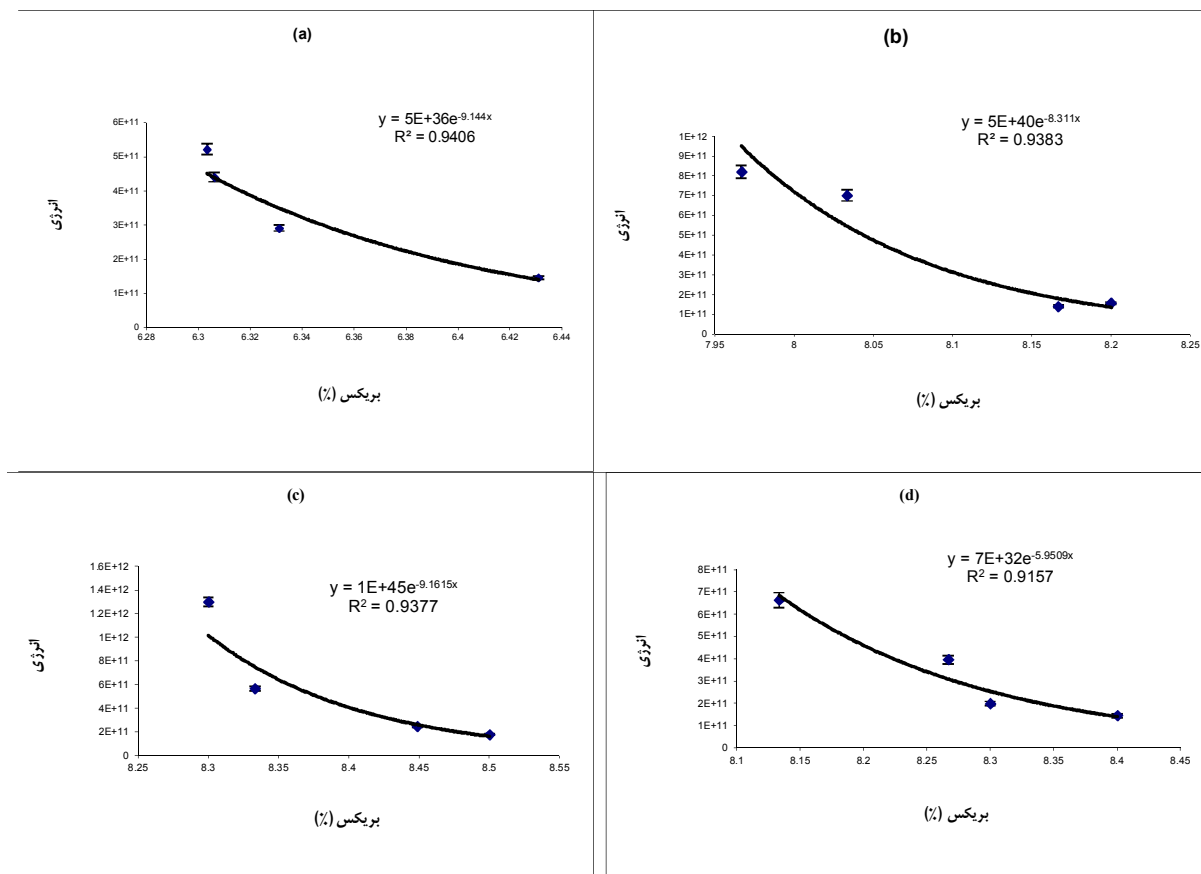 (a)
y = 5E+36e^-9.144x
R² = 0.9406
6E+11
5E+11
4E+11
3E+11
2E+11
1E+11
0
6.28 6.3 6.32 6.34 6.36 6.38 6.4 6.42 6.44
انرژی
بریکس (٪)
(b)
y = 5E+40e^-8.311x
R² = 0.9383
1E+12
9E+11
8E+11
7E+11
6E+11
5E+11
4E+11
3E+11
2E+11
1E+11
0
7.95 8 8.05 8.1 8.15 8.2 8.25
انرژی
بریکس (٪)
(c)
y = 1E+45e^-9.1615x
R² = 0.9377
1.6E+12
1.4E+12
1.2E+12
1E+12
8E+11
6E+11
4E+11
2E+11
0
8.25 8.3 8.35 8.4 8.45 8.5 8.55
انرژی
بریکس (٪)
(d)
y = 7E+32e^-5.9509x
R² = 0.9157
8E+11
7E+11
6E+11
5E+11
4E+11
3E+11
2E+11
1E+11
0
8.1 8.15 8.2 8.25 8.3 8.35 8.4 8.45
انرژی
بریکس (٪)